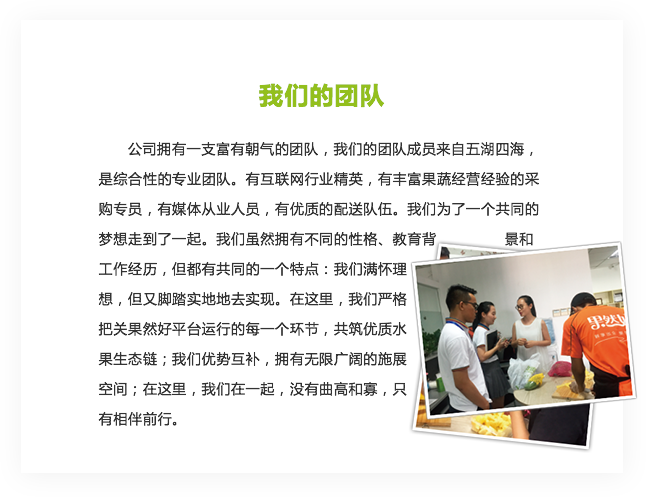 我们的团队
公司拥有一支富有朝气的团队，我们的团队成员来自五湖四海，
是综合性的专业团队。有互联网行业精英，有丰富果蔬经营经验的采
购专员，有媒体从业人员，有优质的配送队伍。我们为了一个共同的
梦想走到了一起。我们虽然拥有不同的性格、教育背景和
工作经历，但都有共同的一个特点：我们满怀理
想，但又脚踏实地地去实现。在这里，我们严格
把关果然好平台运行的每一个环节，共筑优质水
果生态链；我们优势互补，拥有无限广阔的施展
空间；在这里，我们在一起，没有曲高和寡，只
有相伴前行。
果然